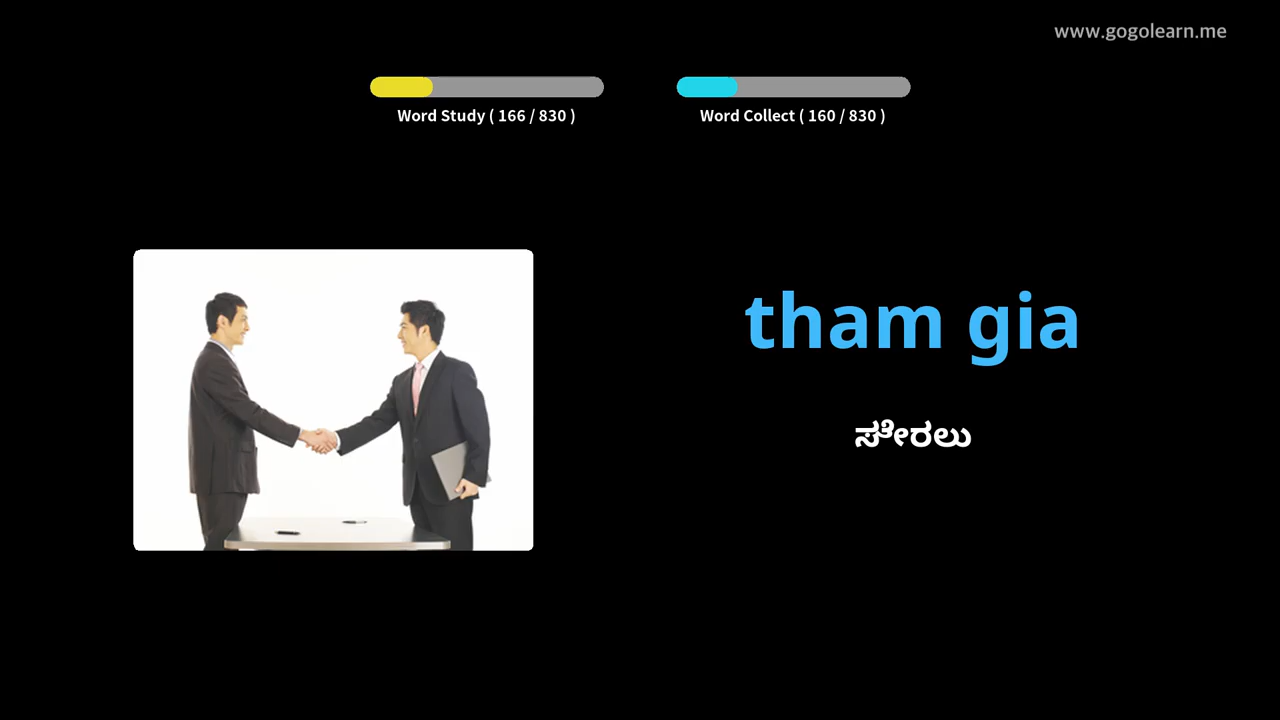 www.gogolearn.me
Word Study ( 166 / 830 )
Word Collect ( 160 / 830 )
tham gia
ಸೇರಲು